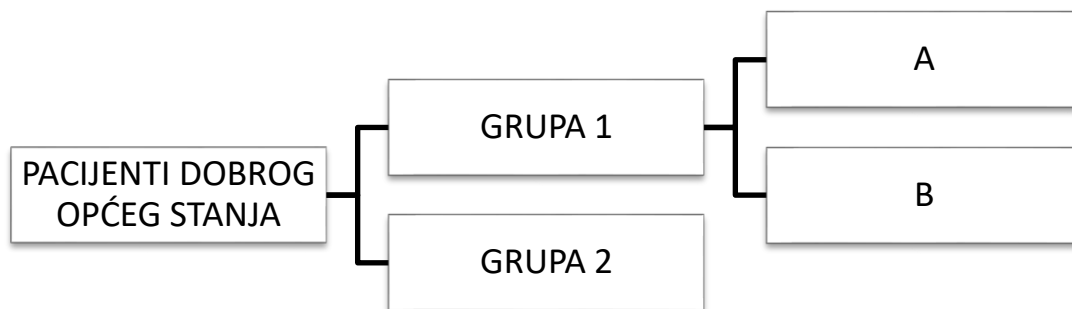 PACIJENTI DOBROG
OPĆEG STANJA
GRUPA 1
GRUPA 2
A
B